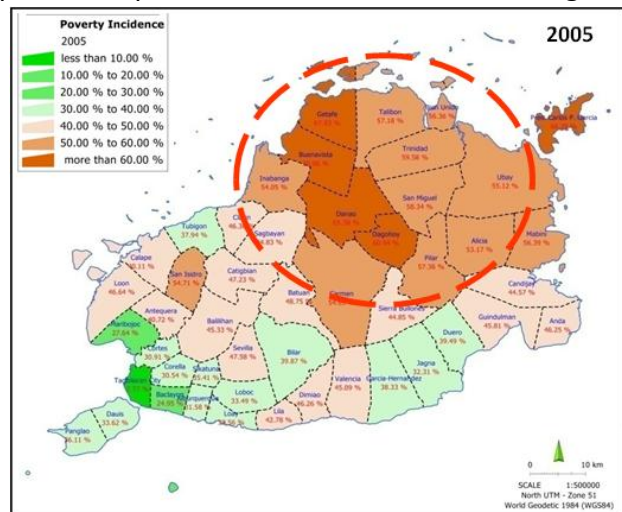 Poverty Incidence
2005
less than 10.00 %
10.00 % to 20.00 %
20.00 % to 30.00 %
30.00 % to 40.00 %
40.00 % to 50.00 %
50.00 % to 60.00 %
more than 60.00 %
2005
Getafe
Talibon
57.18 %
56.36 %
Garcia
Buenavista
Trinidad
59.58 %
Inabanga
54.05 %
Ubay
55.12 %
San Miguel
58.24 %
Danao
Dagohoy
Tubigon
37.94 %
Sagbayan
Alicia
53.17 %
Mabini
56.39 %
Pilar
57.36 %
Calape
San Isidro
54.71 %
Catigbian
47.23 %
Loon
46.64 %
Batuan
48.75 %
Carmen
Candijay
44.57 %
Antequera
Balilihan
45.33 %
Sierra Bullones
44.85 %
Guindulman
45.81 %
Anda
46.25 %
Maribojoc
27.64 %
Cortes
30.91 %
Corella
30.54 %
Sevilla
47.58 %
Bilar
39.87 %
Duero
39.49 %
Jagna
32.31 %
Sikatuna
Tagbilaran City
Baclayon
24.05 %
Loboc
33.49 %
Valencia
45.09 %
Garcia-Hernandez
38.33 %
Dimiao
46.26 %
Loay
Lila
42.78 %
Dauis
33.62 %
Panglao
0 10 km
SCALE 1:500000
North UTM - Zone 51
World Geodetic 1984 (WGS84)